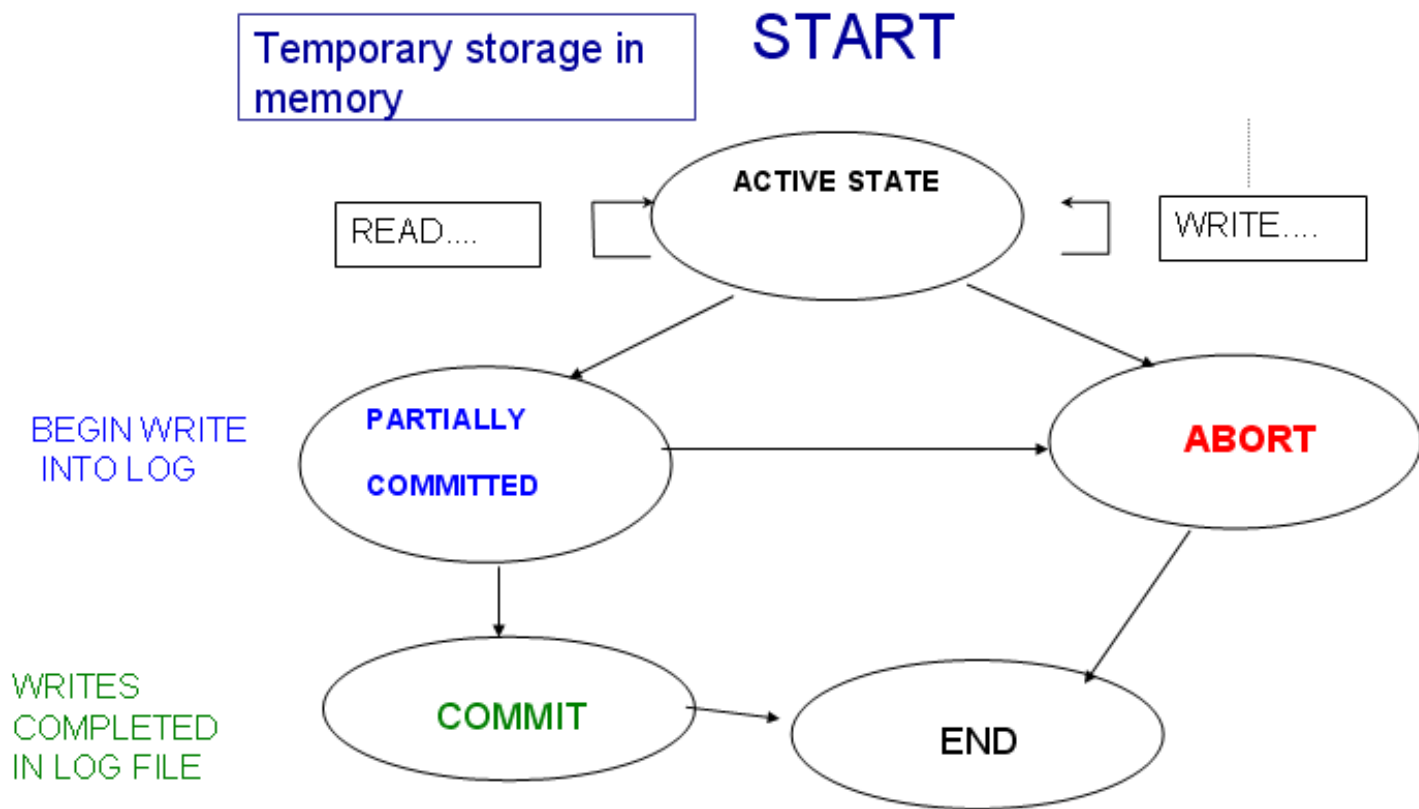 Temporary storage in
memory
START
ACTIVE STATE
READ....
WRITE....
BEGIN WRITE
INTO LOG
PARTIALLY
COMMITTED
ABORT
WRITES
COMPLETED
IN LOG FILE
COMMIT
END